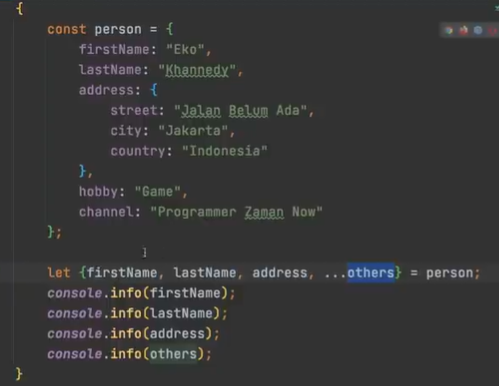 {
    const person = {
        firstName: "Eko",
        lastName: "Khannedy",
        address: {
            street: "Jalan Belum Ada",
            city: "Jakarta",
            country: "Indonesia"
        },
        hobby: "Game",
        channel: "Programmer Zaman Now"
    };
    let {firstName, lastName, address, ...others} = person;
    console.info(firstName);
    console.info(lastName);
    console.info(address);
    console.info(others);
}